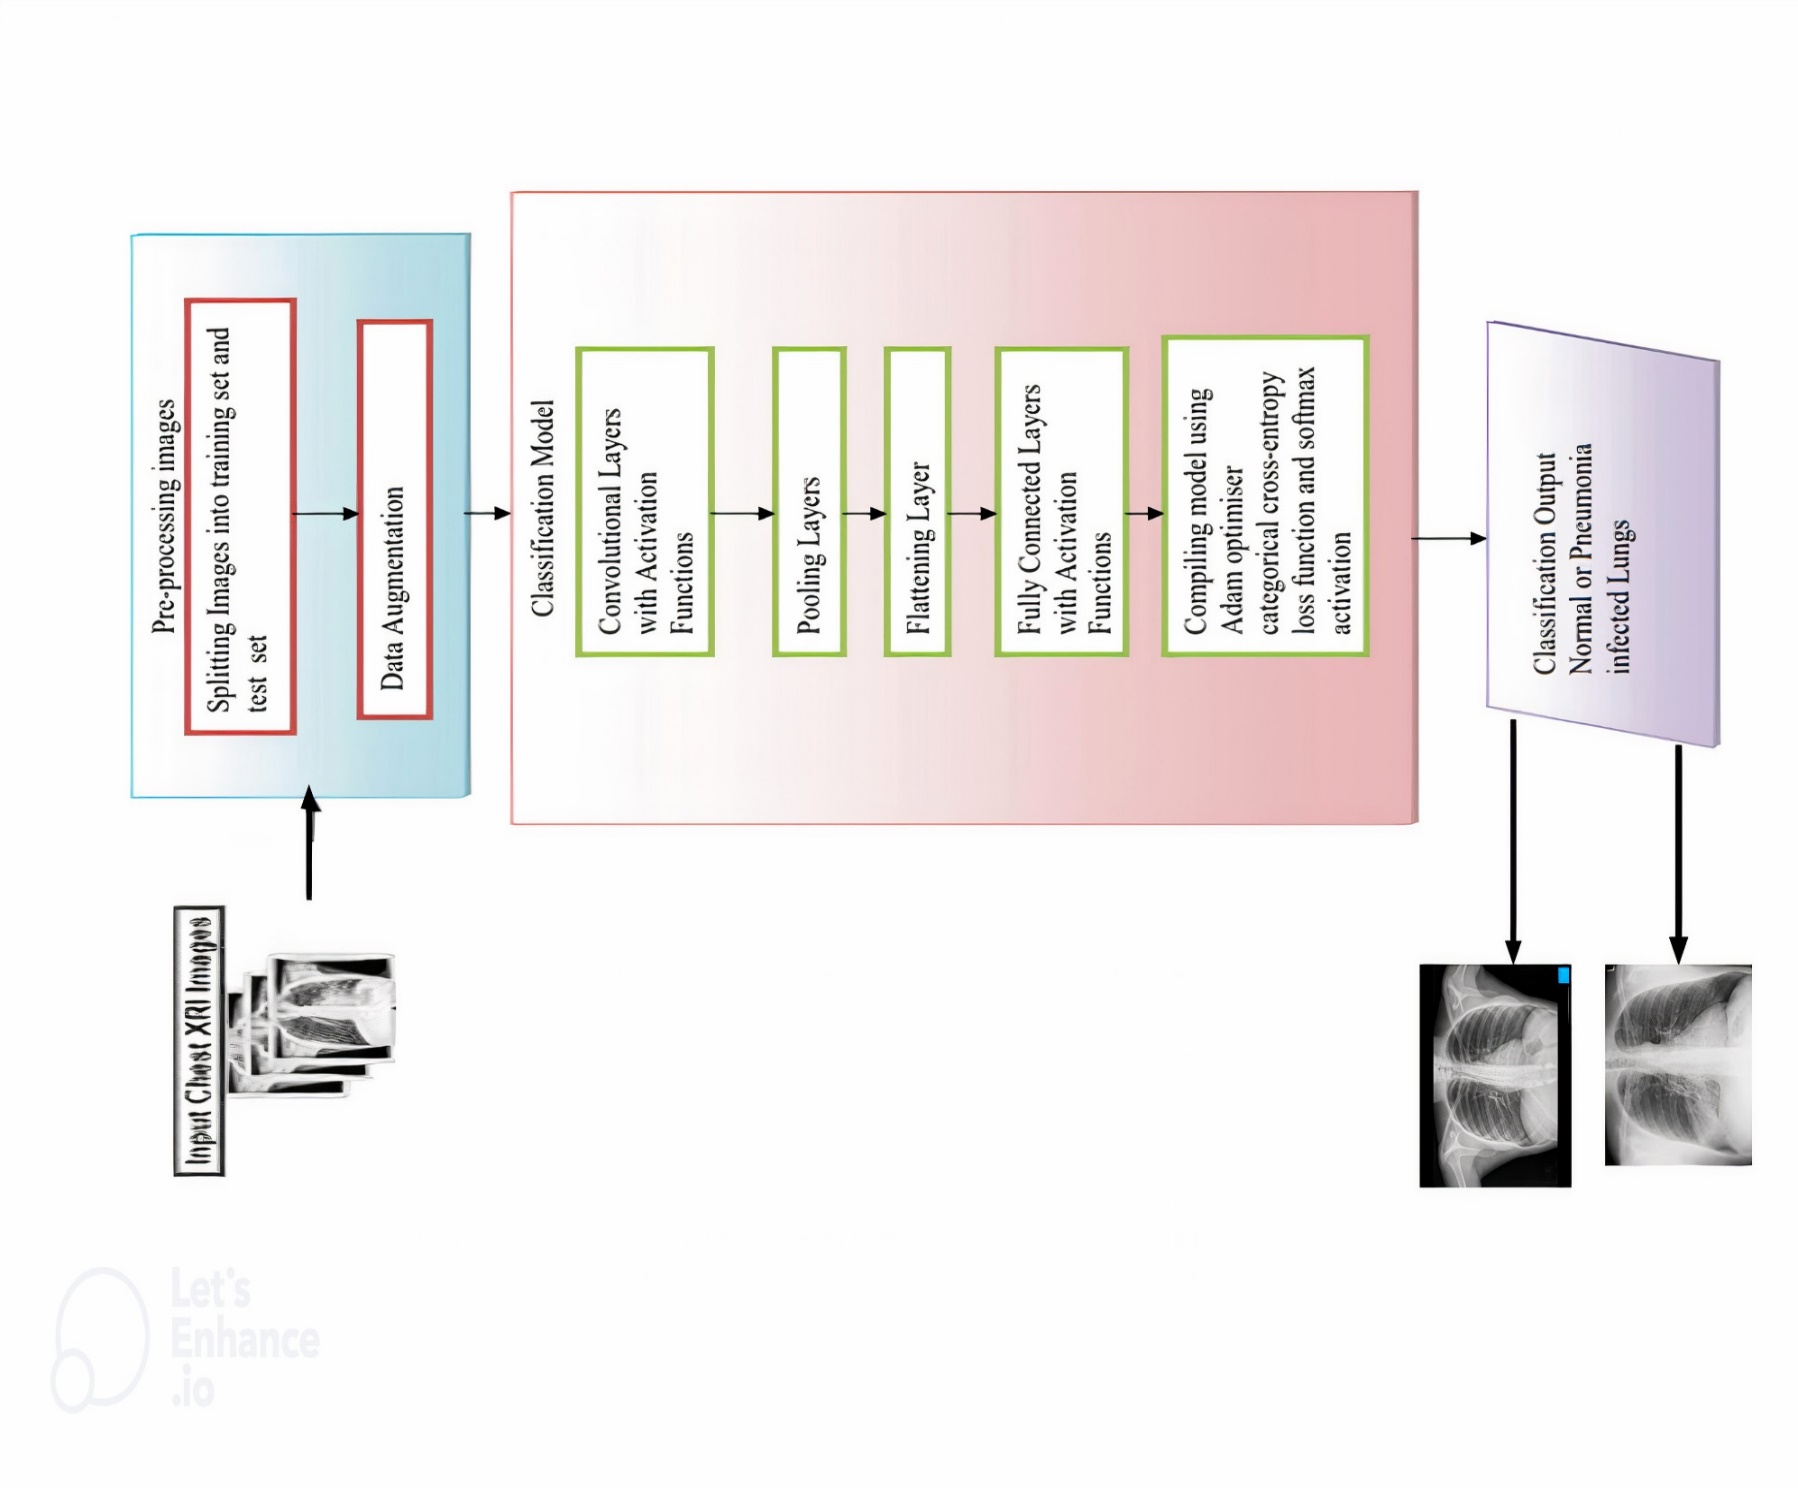 Input Chest XRI Images
Pre-processing images
Splitting Images into training set and
test set
Data Augmentation
Classification Model
Convolutional Layers
with Activation
Functions
Pooling Layers
Flattening Layer
Fully Connected Layers
with Activation
Functions
Compiling model using
Adam optimiser
categorical cross-entropy
loss function and softmax
activation
Classification Output
Normal or Pneumonia
infected Lungs
Let's
Enhance
.io